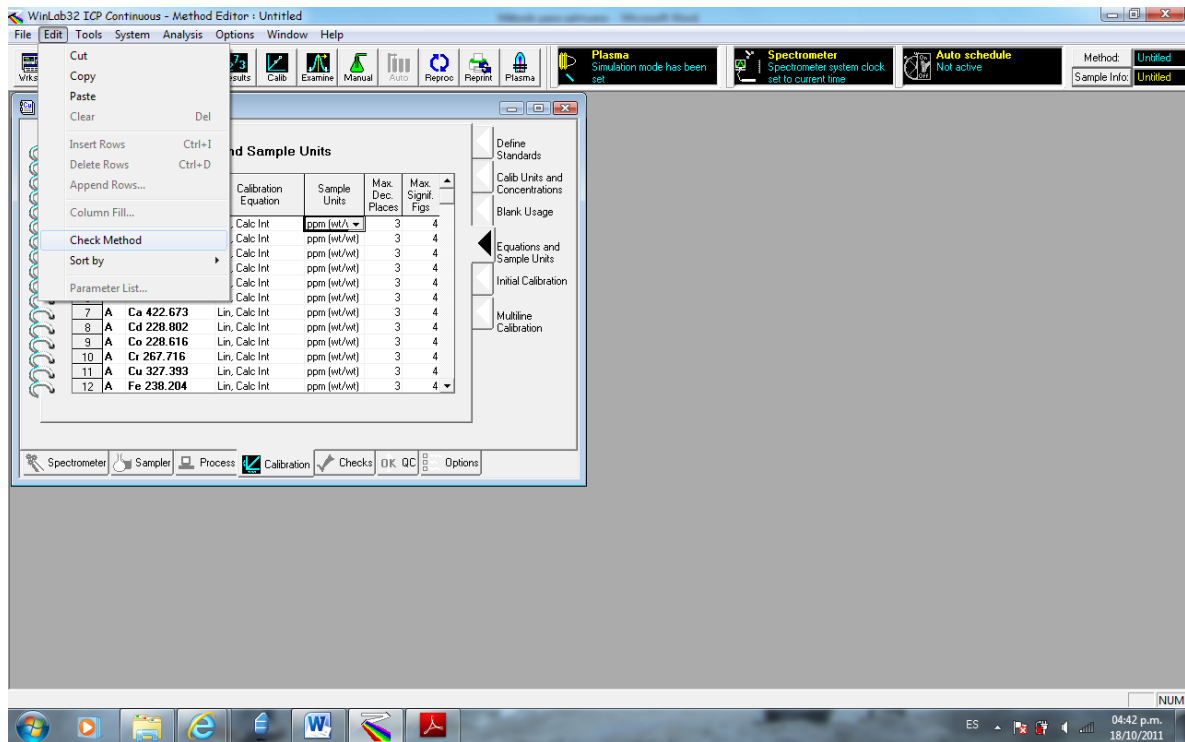 WinLab32 ICP Continuous - Method Editor : Untitled
File Edit Tools System Analysis Options Window Help
Cut
Copy
Paste
Clear Del
Insert Rows Ctrl+I
Delete Rows Ctrl+D
Append Rows...
Column Fill...
Check Method
Sort by
Parameter List...
Calib
Examine
Manual
Auto
Reproc
Reprint
Plasma
Plasma
Simulation mode has been
set
Spectrometer
Spectrometer system clock
set to current time
Auto schedule
Not active
Method: Untitled
Sample Info: Untitled
Sample Units
Calibration Equation
Sample Units
Max. Dec. Places
Max. Signif. Figs
Calc Int ppm (wt/ 3 4
Calc Int ppm (wt/wt) 3 4
Calc Int ppm (wt/wt) 3 4
Calc Int ppm (wt/wt) 3 4
Calc Int ppm (wt/wt) 3 4
Calc Int ppm (wt/wt) 3 4
7 A Ca 422.673 Lin, Calc Int ppm (wt/wt) 3 4
8 A Cd 228.802 Lin, Calc Int ppm (wt/wt) 3 4
9 A Co 228.616 Lin, Calc Int ppm (wt/wt) 3 4
10 A Cr 267.716 Lin, Calc Int ppm (wt/wt) 3 4
11 A Cu 327.393 Lin, Calc Int ppm (wt/wt) 3 4
12 A Fe 238.204 Lin, Calc Int ppm (wt/wt) 3 4
Define
Standards
Calib Units and
Concentrations
Blank Usage
Equations and
Sample Units
Initial Calibration
Multiline
Calibration
Spectrometer Sampler Process Calibration Checks OK QC Options
NUM
ES
04:42 p.m.
18/10/2011